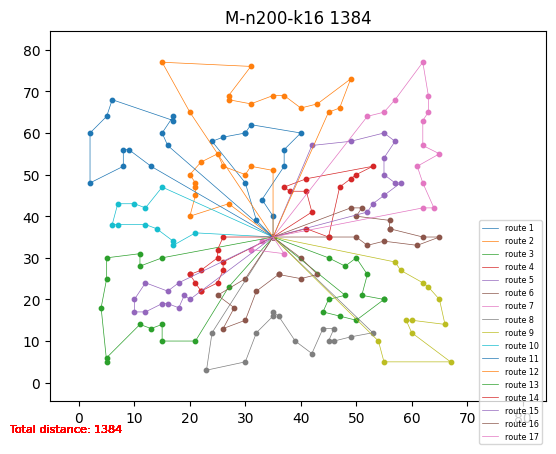 M-n200-k16 1384
80
70
60
50
40
30
20
10
0
0
10
20
30
40
50
60
70
80
route 1
route 2
route 3
route 4
route 5
route 6
route 7
route 8
route 9
route 10
route 11
route 12
route 13
route 14
route 15
route 16
route 17
Total distance: 1384